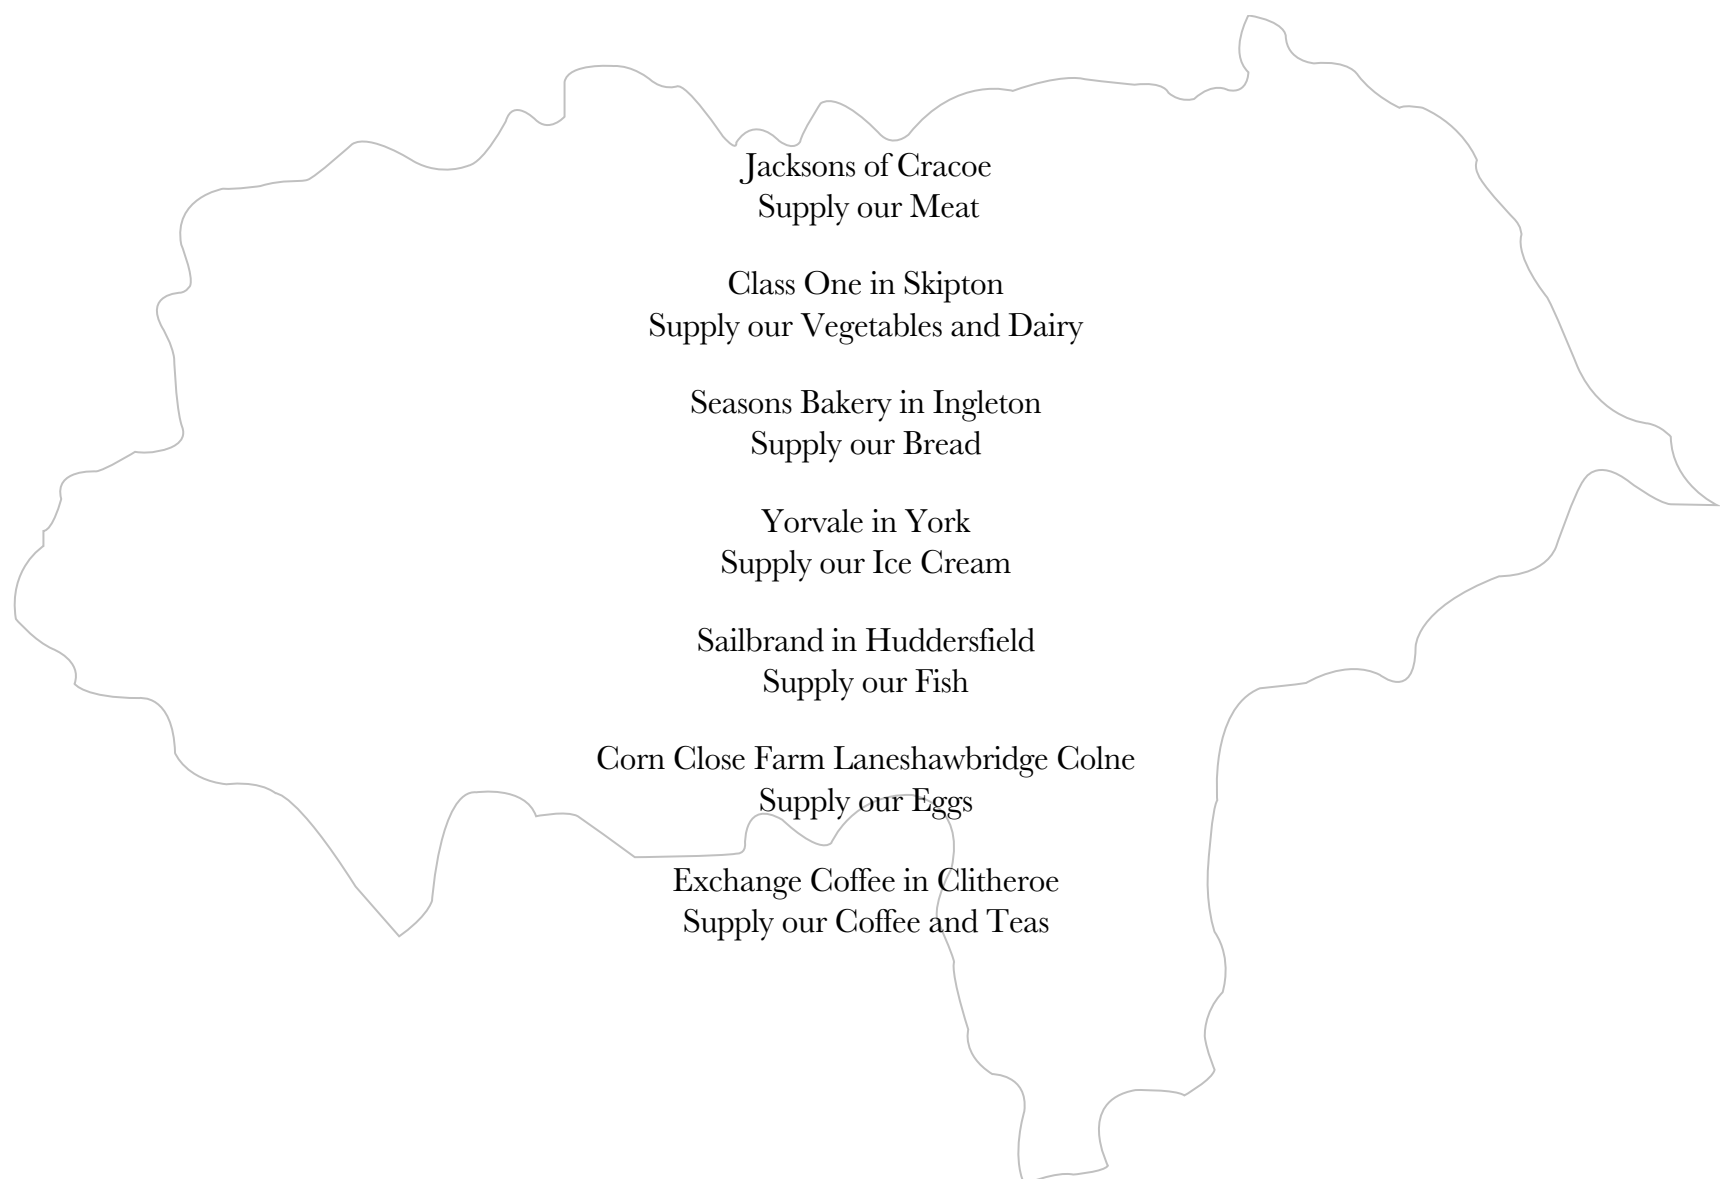 Jacksons of Cracoe
Supply our Meat
Class One in Skipton
Supply our Vegetables and Dairy
Seasons Bakery in Ingleton
Supply our Bread
Yorvale in York
Supply our Ice Cream
Sailbrand in Huddersfield
Supply our Fish
Corn Close Farm Laneshawbridge Colne
Supply our Eggs
Exchange Coffee in Clitheroe
Supply our Coffee and Teas